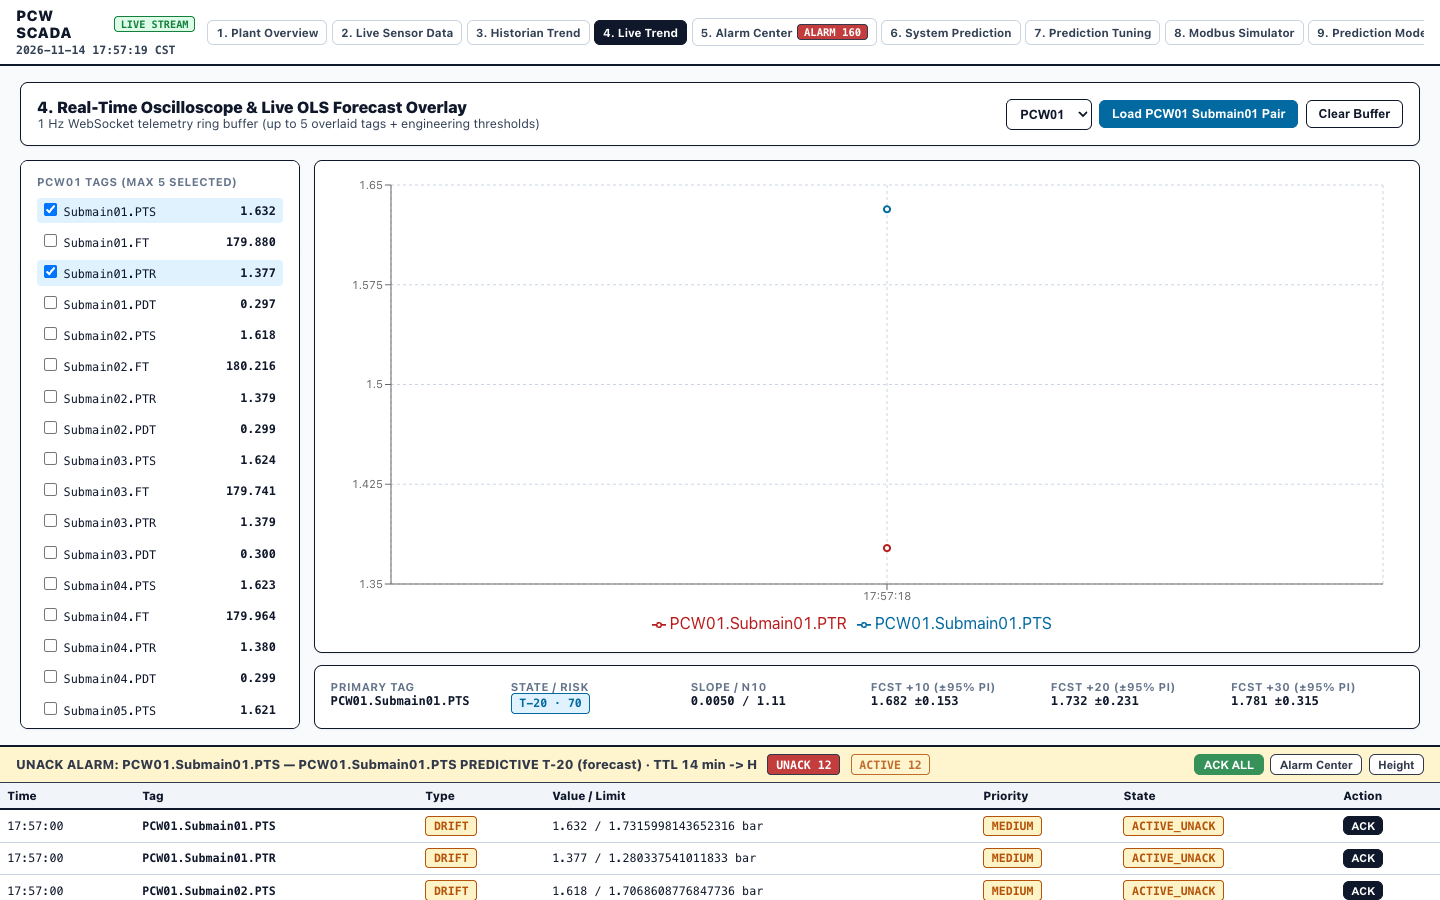 PCW SCADA
LIVE STREAM
2026-11-14 17:57:19 CST
1. Plant Overview
2. Live Sensor Data
3. Historian Trend
4. Live Trend
5. Alarm Center ALARM 160
6. System Prediction
7. Prediction Tuning
8. Modbus Simulator
9. Prediction Mode
4. Real-Time Oscilloscope & Live OLS Forecast Overlay
1 Hz WebSocket telemetry ring buffer (up to 5 overlaid tags + engineering thresholds)
PCW01
Load PCW01 Submain01 Pair
Clear Buffer
PCW01 TAGS (MAX 5 SELECTED)
Submain01.PTS 1.632
Submain01.FT 179.880
Submain01.PTR 1.377
Submain01.PDT 0.297
Submain02.PTS 1.618
Submain02.FT 180.216
Submain02.PTR 1.379
Submain02.PDT 0.299
Submain03.PTS 1.624
Submain03.FT 179.741
Submain03.PTR 1.379
Submain03.PDT 0.300
Submain04.PTS 1.623
Submain04.FT 179.964
Submain04.PTR 1.380
Submain04.PDT 0.299
Submain05.PTS 1.621
1.65
1.575
1.5
1.425
1.35
17:57:18
PCW01.Submain01.PTR PCW01.Submain01.PTS
PRIMARY TAG
PCW01.Submain01.PTS
STATE / RISK
T-20 · 70
SLOPE / N10
0.0050 / 1.11
FCST +10 (±95% PI)
1.682 ±0.153
FCST +20 (±95% PI)
1.732 ±0.231
FCST +30 (±95% PI)
1.781 ±0.315
UNACK ALARM: PCW01.Submain01.PTS — PCW01.Submain01.PTS PREDICTIVE T-20 (forecast) · TTL 14 min -> H UNACK 12 ACTIVE 12 ACK ALL Alarm Center Height
Time Tag Type Value / Limit Priority State Action
17:57:00 PCW01.Submain01.PTS DRIFT 1.632 / 1.7315998143652316 bar MEDIUM ACTIVE_UNACK ACK
17:57:00 PCW01.Submain01.PTR DRIFT 1.377 / 1.280337541011833 bar MEDIUM ACTIVE_UNACK ACK
17:57:00 PCW01.Submain02.PTS DRIFT 1.618 / 1.7068608776847736 bar MEDIUM ACTIVE_UNACK ACK